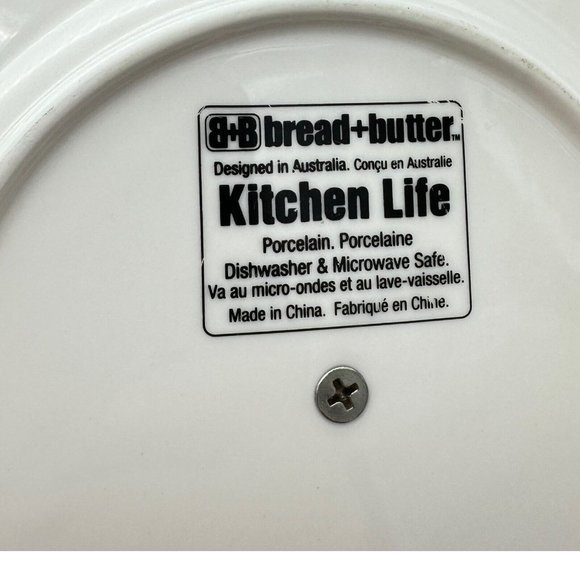 B+B bread+butter™
Designed in Australia. Conçu en Australie
Kitchen Life
Porcelain. Porcelaine
Dishwasher & Microwave Safe.
Va au micro-ondes et au lave-vaisselle.
Made in China. Fabriqué en Chine.